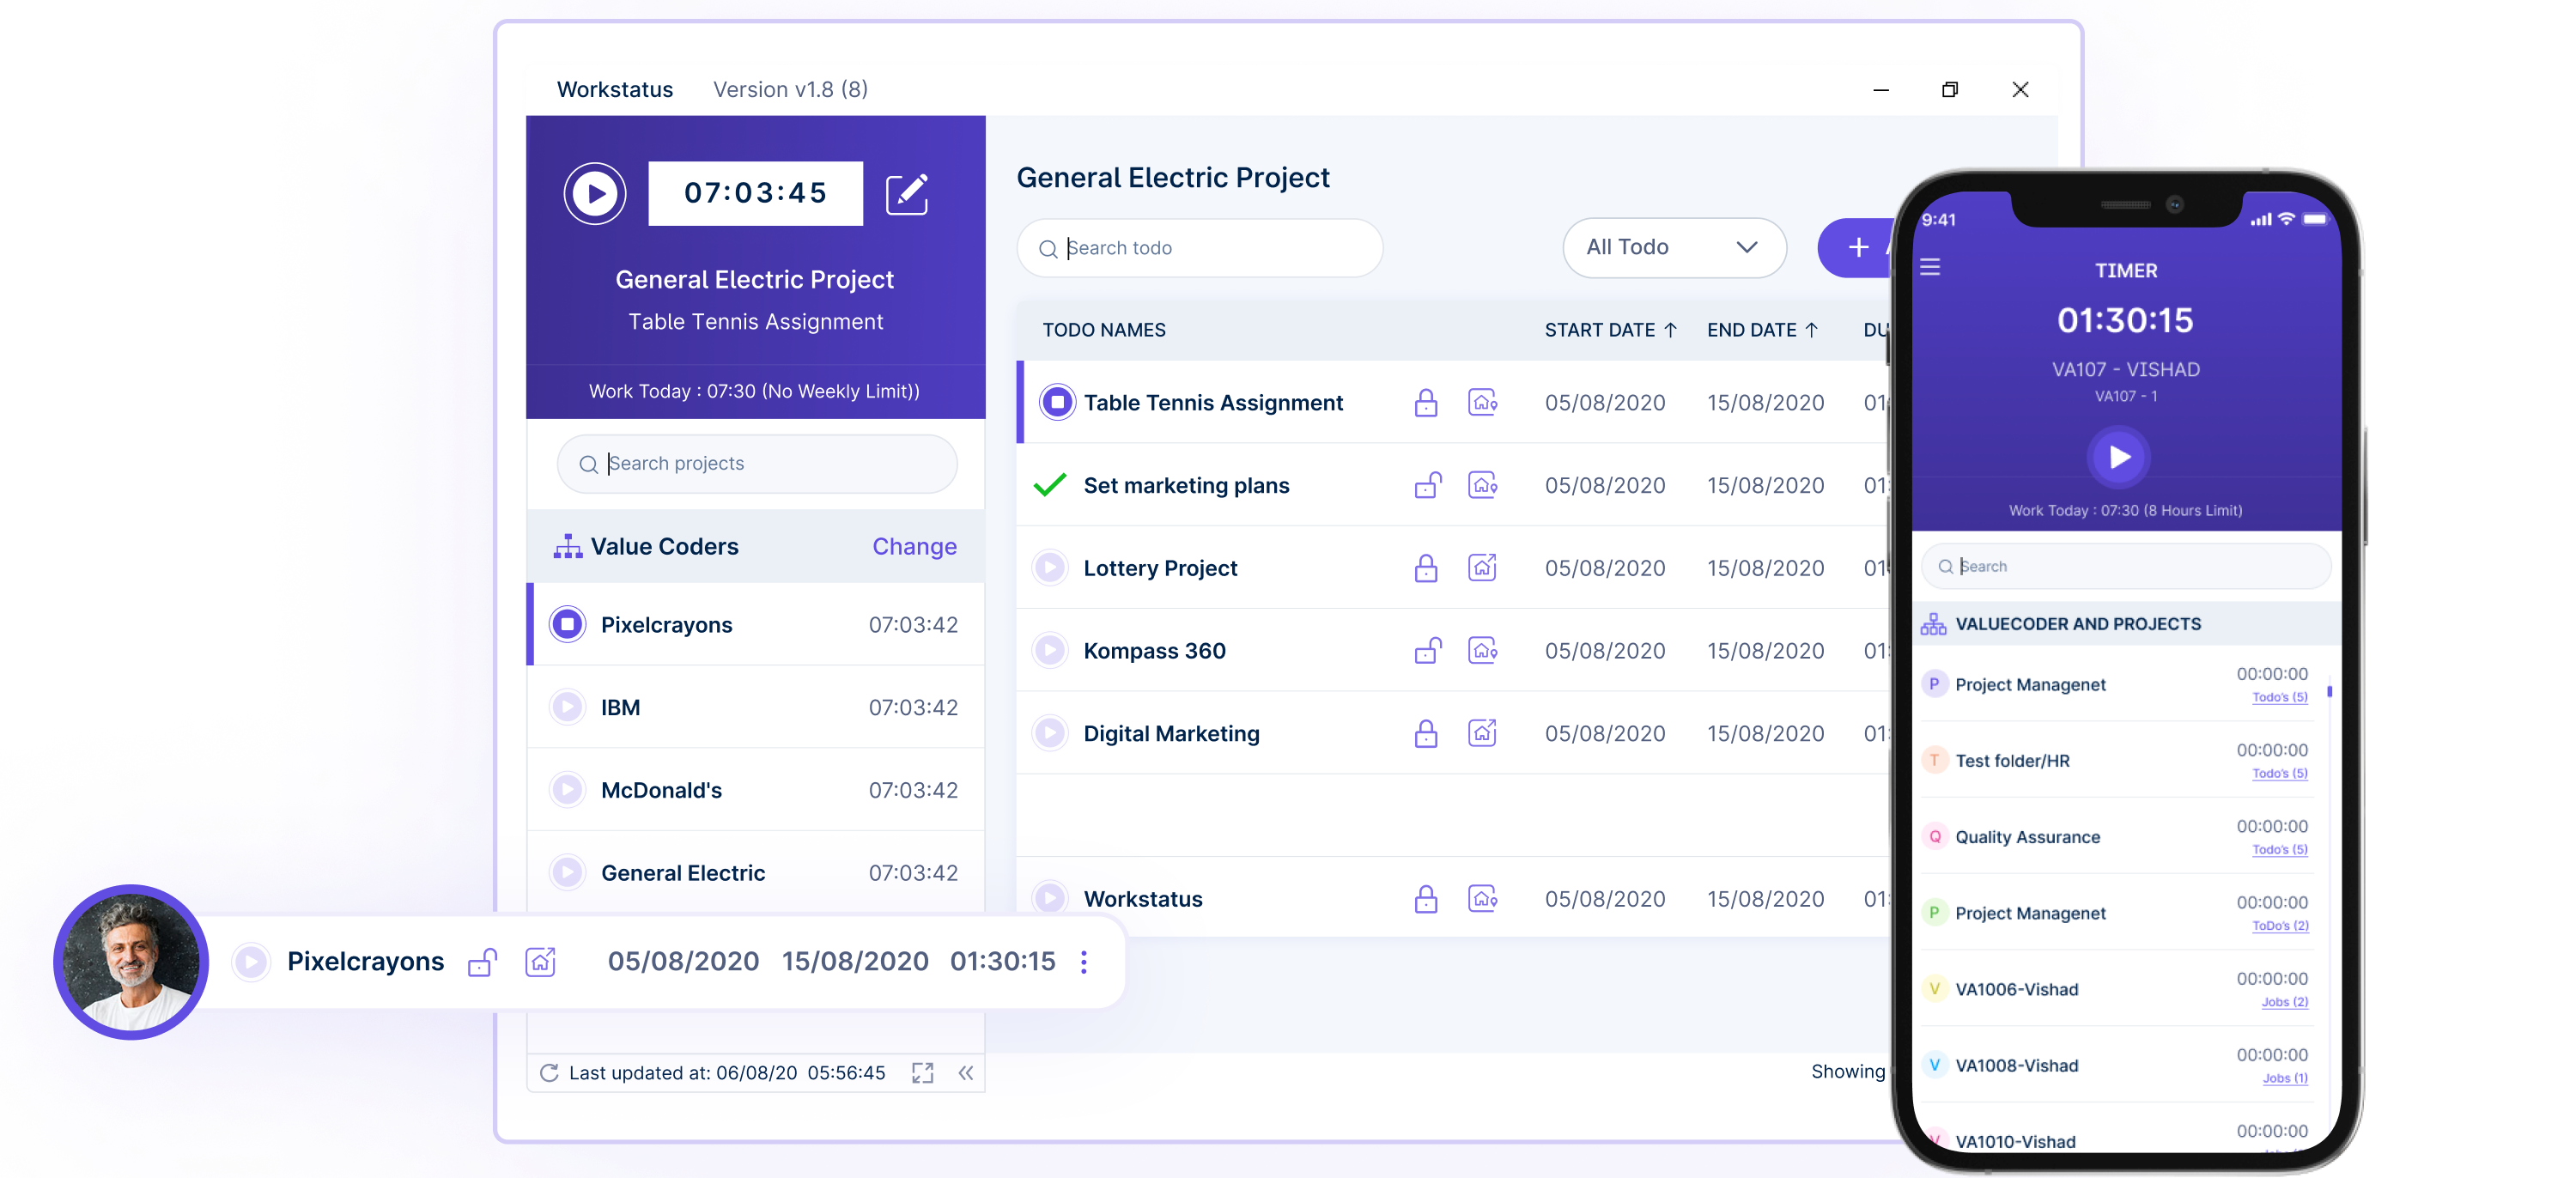 Workstatus Version v1.8 (8)
07:03:45
General Electric Project
Table Tennis Assignment
Work Today : 07:30 (No Weekly Limit))
Search projects
Value Coders Change
Pixelcrayons 07:03:42
IBM 07:03:42
McDonald's 07:03:42
General Electric 07:03:42
Last updated at: 06/08/20 05:56:45
General Electric Project
Search todo All Todo +
TODO NAMES START DATE ↑ END DATE ↑
Table Tennis Assignment 05/08/2020 15/08/2020
Set marketing plans 05/08/2020 15/08/2020
Lottery Project 05/08/2020 15/08/2020
Kompass 360 05/08/2020 15/08/2020
Digital Marketing 05/08/2020 15/08/2020
Workstatus 05/08/2020 15/08/2020
Showing
Pixelcrayons 05/08/2020 15/08/2020 01:30:15
9:41
TIMER
01:30:15
VA107 - VISHAD
VA107 - 1
Work Today : 07:30 (8 Hours Limit)
Search
VALUECODER AND PROJECTS
P Project Managenet 00:00:00
Todo's (5)
T Test folder/HR 00:00:00
Todo's (5)
Q Quality Assurance 00:00:00
Todo's (5)
P Project Managenet 00:00:00
ToDo's (2)
V VA1006-Vishad 00:00:00
Jobs (2)
V VA1008-Vishad 00:00:00
Jobs (1)
V VA1010-Vishad 00:00:00